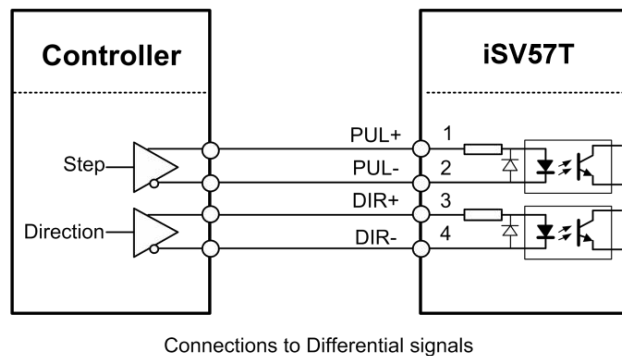 Controller
iSV57T
PUL+ 1
Step
PUL- 2
DIR+ 3
Direction
DIR- 4
Connections to Differential signals